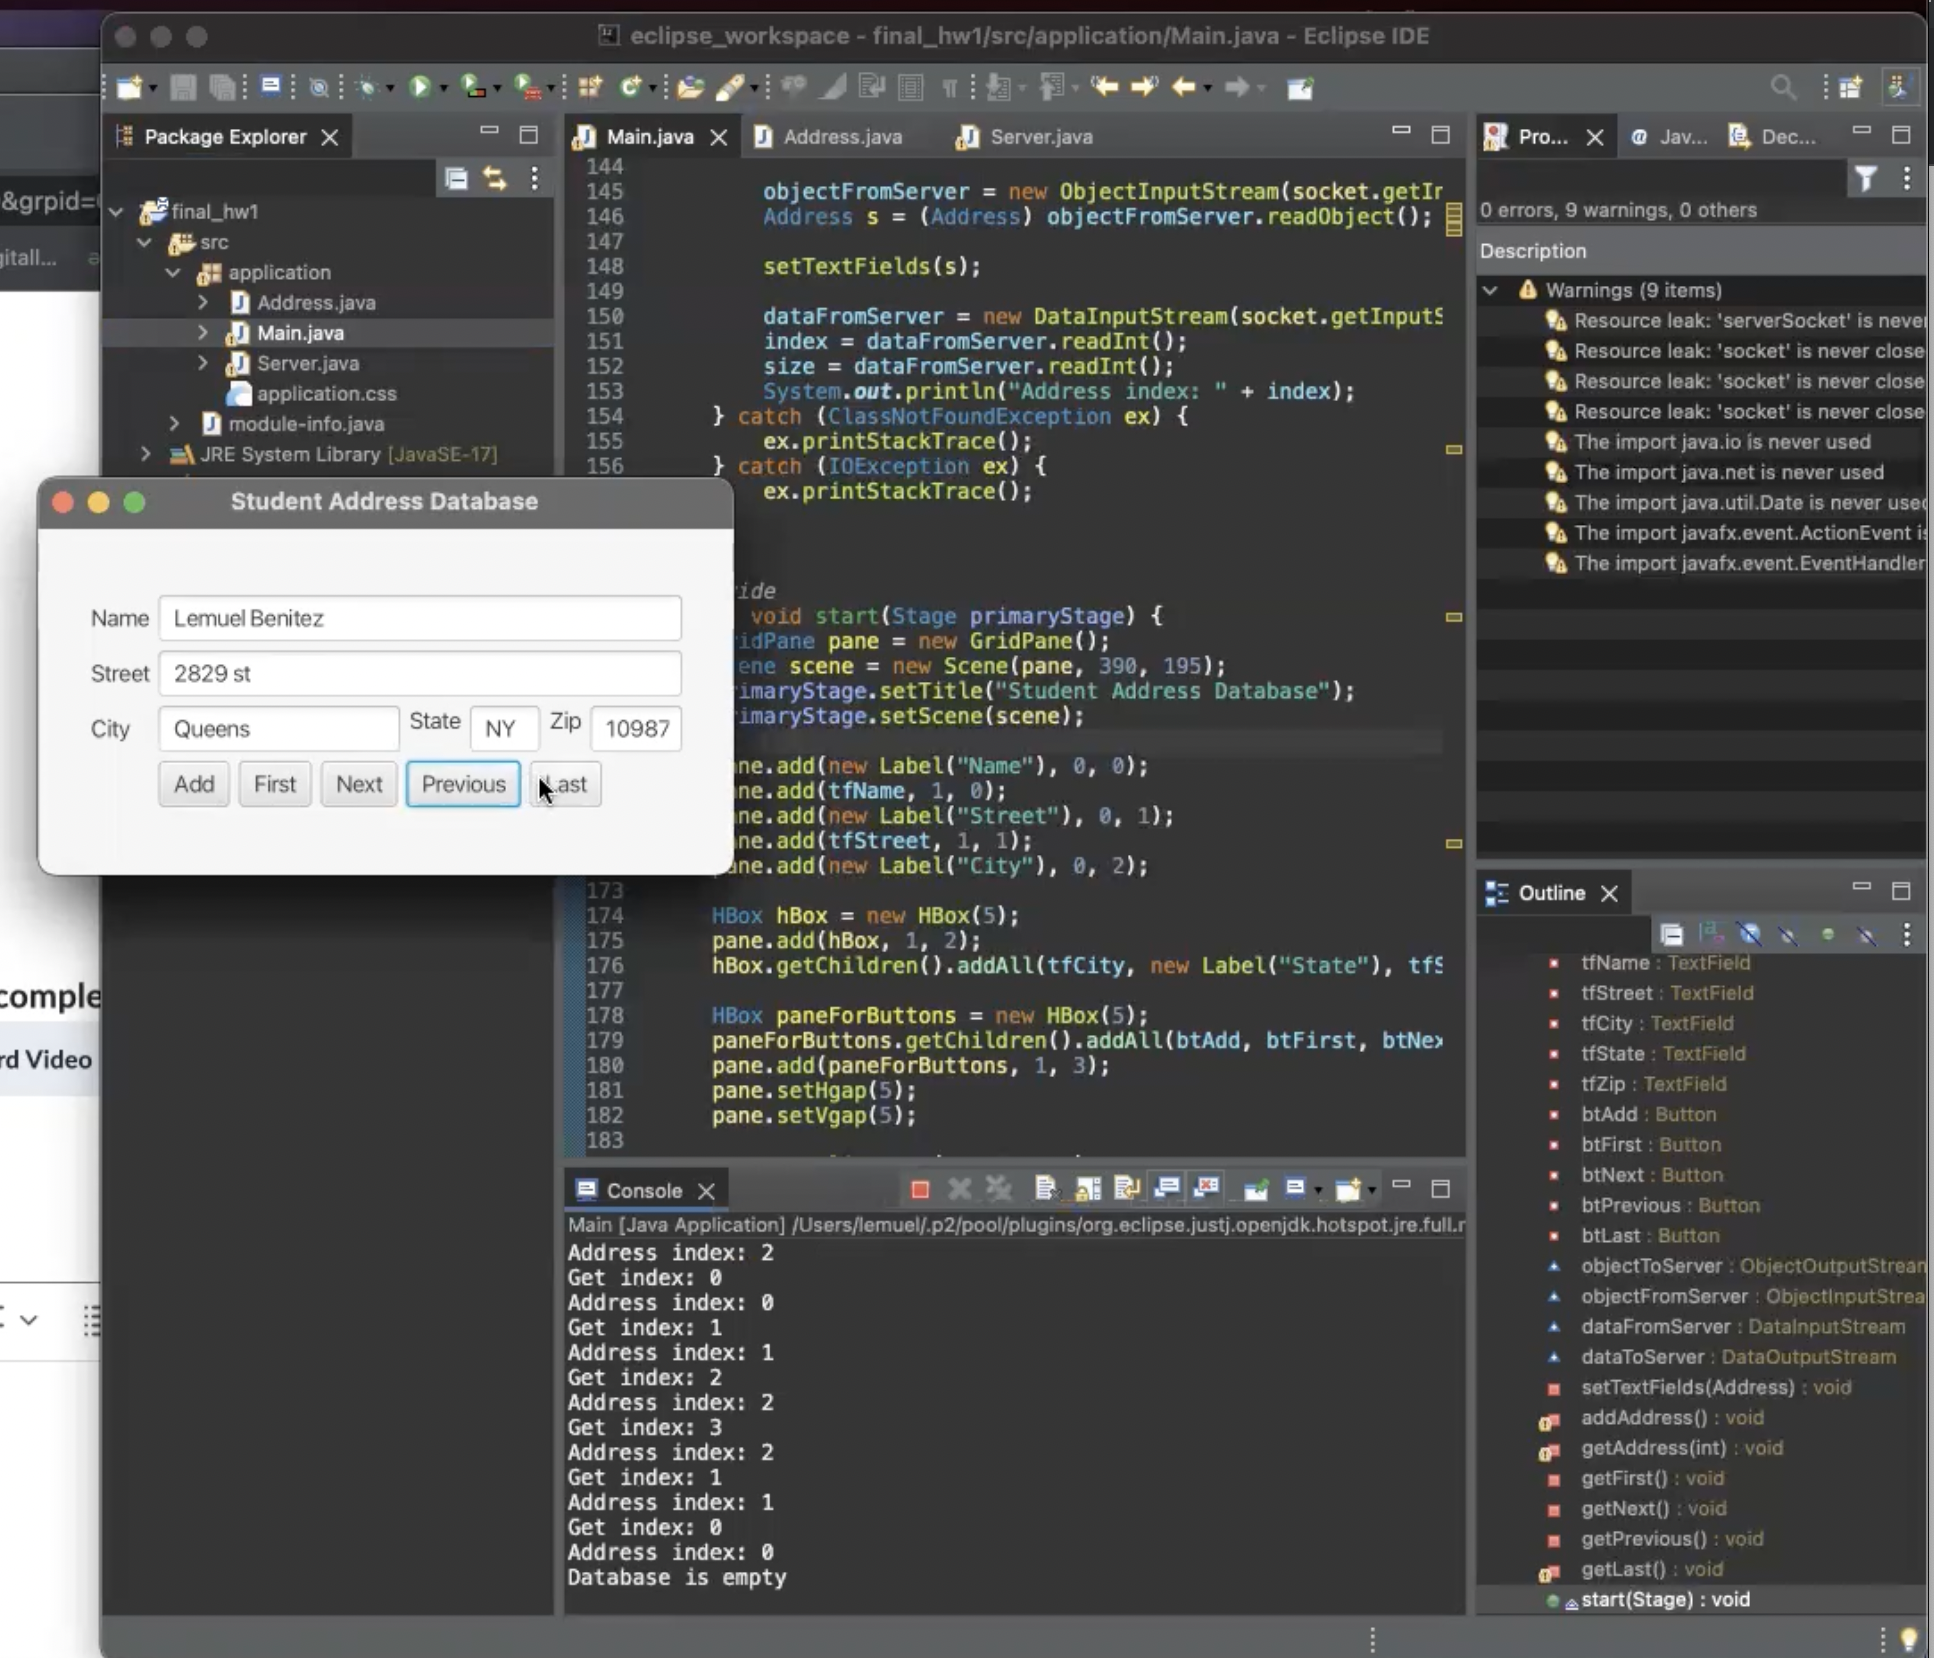 eclipse_workspace - final_hw1/src/application/Main.java - Eclipse IDE
&grpid=
gitall...
comple
rd Video
Package Explorer
final_hw1
src
application
Address.java
Main.java
Server.java
application.css
module-info.java
JRE System Library [JavaSE-17]
Student Address Database
Name Lemuel Benitez
Street 2829 st
City Queens State NY Zip 10987
Add First Next Previous Last
Main.java Address.java Server.java
144
145 objectFromServer = new ObjectInputStream(socket.getIn
146 Address s = (Address) objectFromServer.readObject();
147
148 setTextFields(s);
149
150 dataFromServer = new DataInputStream(socket.getInputS
151 index = dataFromServer.readInt();
152 size = dataFromServer.readInt();
153 System.out.println("Address index: " + index);
154 } catch (ClassNotFoundException ex) {
155 ex.printStackTrace();
156 } catch (IOException ex) {
ex.printStackTrace();
ide
void start(Stage primaryStage) {
idPane pane = new GridPane();
ene scene = new Scene(pane, 390, 195);
imaryStage.setTitle("Student Address Database");
imaryStage.setScene(scene);
ne.add(new Label("Name"), 0, 0);
ne.add(tfName, 1, 0);
ne.add(new Label("Street"), 0, 1);
ne.add(tfStreet, 1, 1);
ne.add(new Label("City"), 0, 2);
173
174 HBox hBox = new HBox(5);
175 pane.add(hBox, 1, 2);
176 hBox.getChildren().addAll(tfCity, new Label("State"), tfS
177
178 HBox paneForButtons = new HBox(5);
179 paneForButtons.getChildren().addAll(btAdd, btFirst, btNex
180 pane.add(paneForButtons, 1, 3);
181 pane.setHgap(5);
182 pane.setVgap(5);
183
Console
Main [Java Application] /Users/lemuel/.p2/pool/plugins/org.eclipse.justj.openjdk.hotspot.jre.full.m
Address index: 2
Get index: 0
Address index: 0
Get index: 1
Address index: 1
Get index: 2
Address index: 2
Get index: 3
Address index: 2
Get index: 1
Address index: 1
Get index: 0
Address index: 0
Database is empty
Pro... Jav... Dec...
0 errors, 9 warnings, 0 others
Description
Warnings (9 items)
Resource leak: 'serverSocket' is never
Resource leak: 'socket' is never close
Resource leak: 'socket' is never close
Resource leak: 'socket' is never close
The import java.io is never used
The import java.net is never used
The import java.util.Date is never used
The import javafx.event.ActionEvent is
The import javafx.event.EventHandler
Outline
tfName : TextField
tfStreet : TextField
tfCity : TextField
tfState : TextField
tfZip : TextField
btAdd : Button
btFirst : Button
btNext : Button
btPrevious : Button
btLast : Button
objectToServer : ObjectOutputStream
objectFromServer : ObjectInputStrea
dataFromServer : DataInputStream
dataToServer : DataOutputStream
setTextFields(Address) : void
addAddress() : void
getAddress(int) : void
getFirst() : void
getNext() : void
getPrevious() : void
getLast() : void
start(Stage) : void